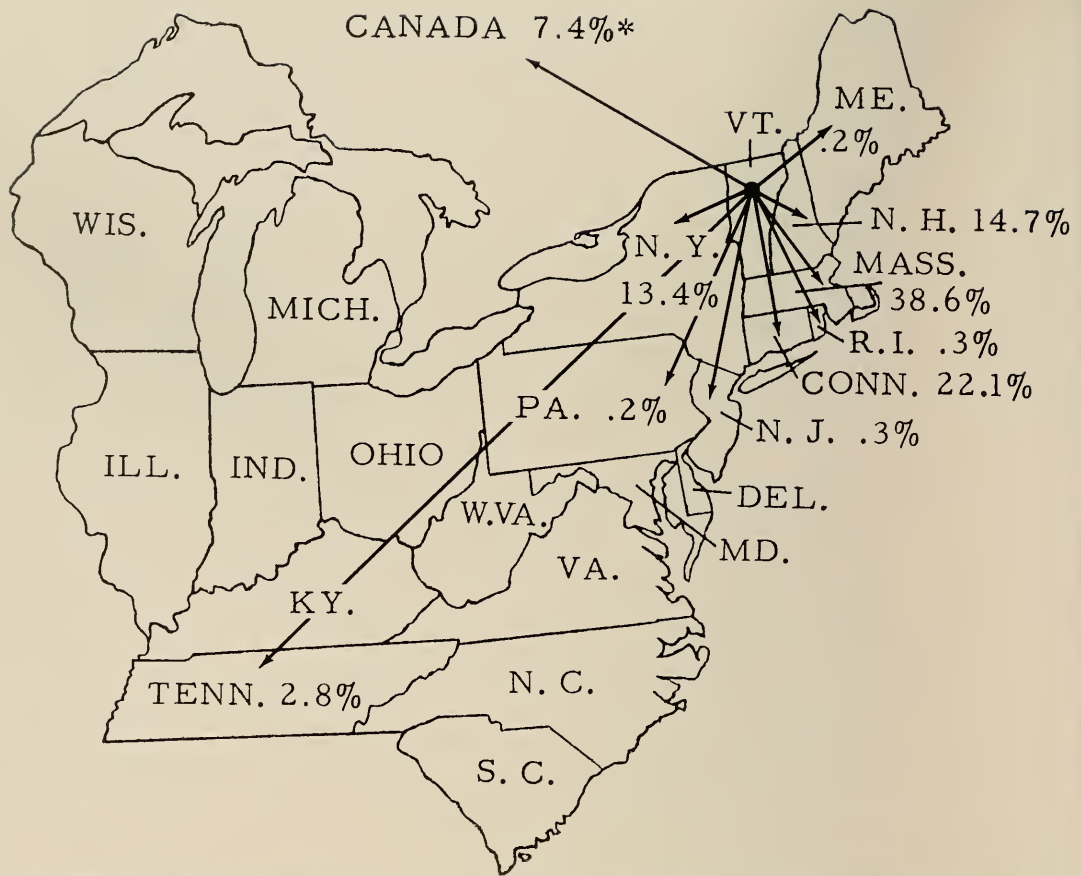 CANADA 7.4%*
ME.
.2%
VT.
N. H. 14.7%
WIS.
N. Y.
13.4%
MASS.
38.6%
MICH.
R.I. .3%
CONN. 22.1%
PA. .2%
N. J. .3%
ILL.
IND.
OHIO
DEL.
W.VA.
MD.
VA.
KY.
TENN. 2.8%
N. C.
S. C.